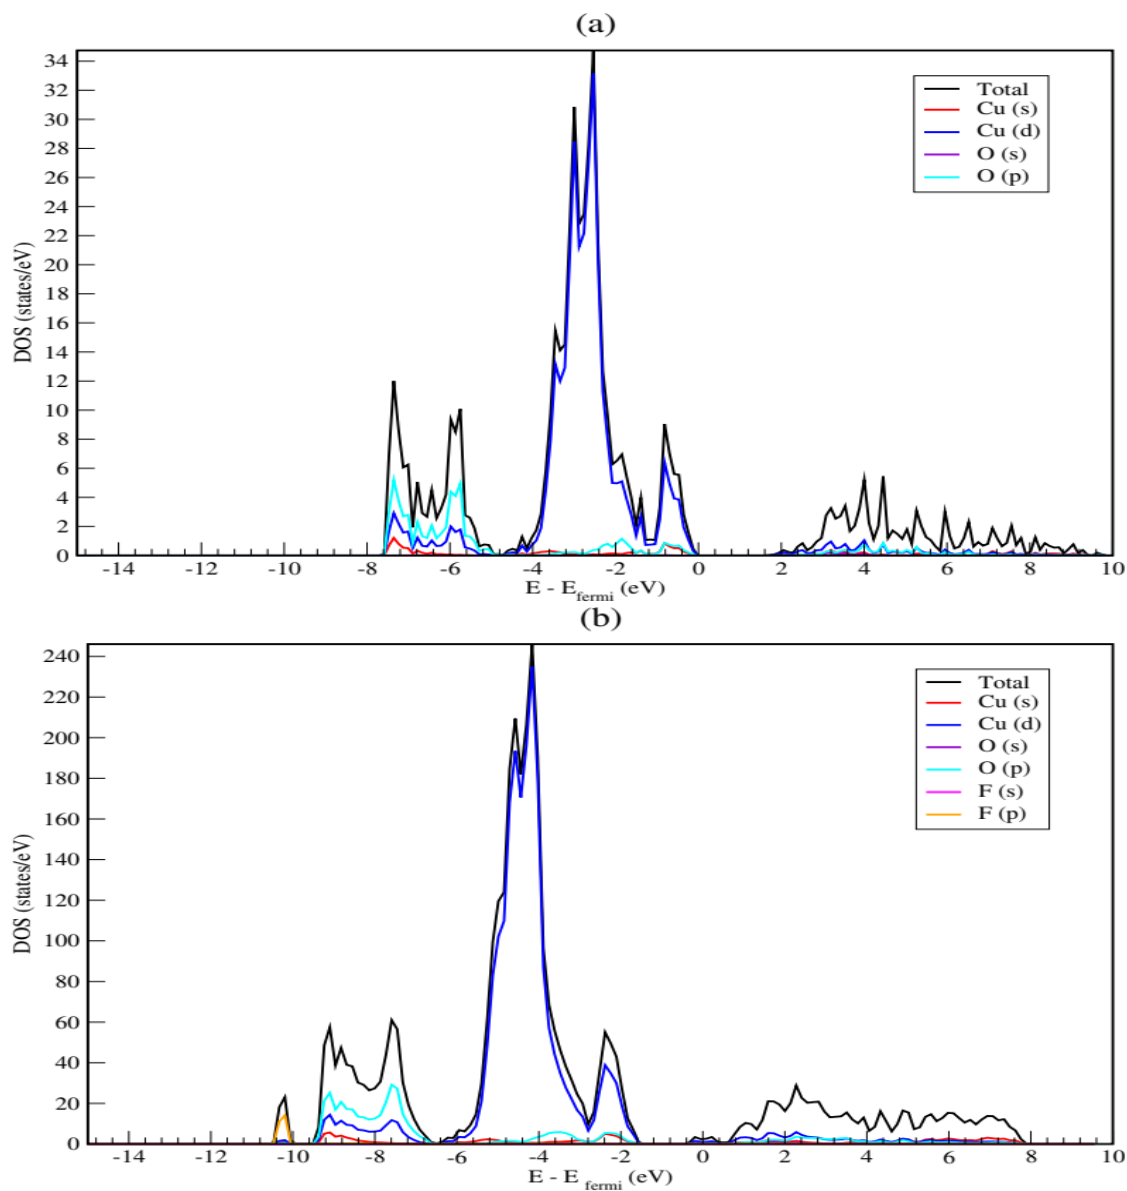 (a)
34
32
30
28
26
24
22
20
18
16
14
12
10
8
6
4
2
0
DOS (states/eV)
Total
Cu (s)
Cu (d)
O (s)
O (p)
-14 -12 -10 -8 -6 -4 -2 0 2 4 6 8 10
E - Efermi (eV)
(b)
240
220
200
180
160
140
120
100
80
60
40
20
0
DOS (states/eV)
Total
Cu (s)
Cu (d)
O (s)
O (p)
F (s)
F (p)
-14 -12 -10 -8 -6 -4 -2 0 2 4 6 8 10
E - E fermi (eV)